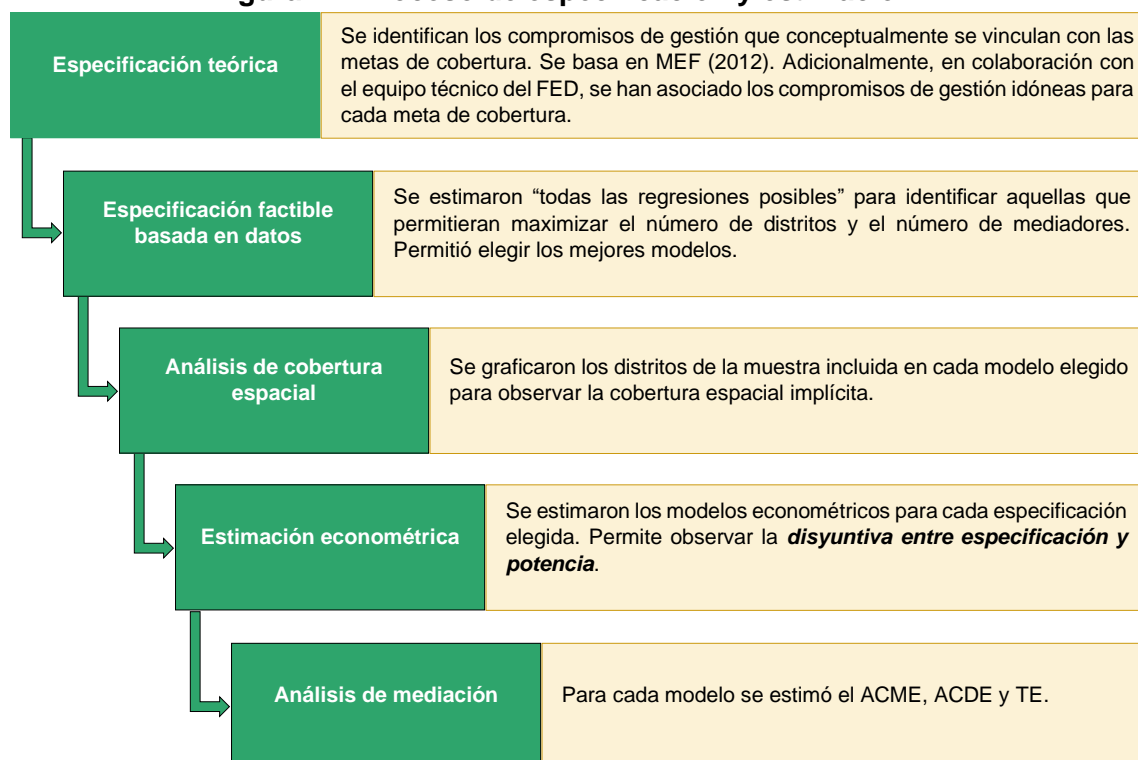 Especificación teórica
Se identifican los compromisos de gestión que conceptualmente se vinculan con las
metas de cobertura. Se basa en MEF (2012). Adicionalmente, en colaboración con
el equipo técnico del FED, se han asociado los compromisos de gestión idóneas para
cada meta de cobertura.
Especificación factible
basada en datos
Se estimaron “todas las regresiones posibles” para identificar aquellas que
permitieran maximizar el número de distritos y el número de mediadores.
Permitió elegir los mejores modelos.
Análisis de cobertura
espacial
Se graficaron los distritos de la muestra incluida en cada modelo elegido
para observar la cobertura espacial implícita.
Estimación econométrica
Se estimaron los modelos econométricos para cada especificación
elegida. Permite observar la disyuntiva entre especificación y
potencia.
Análisis de mediación
Para cada modelo se estimó el ACME, ACDE y TE.